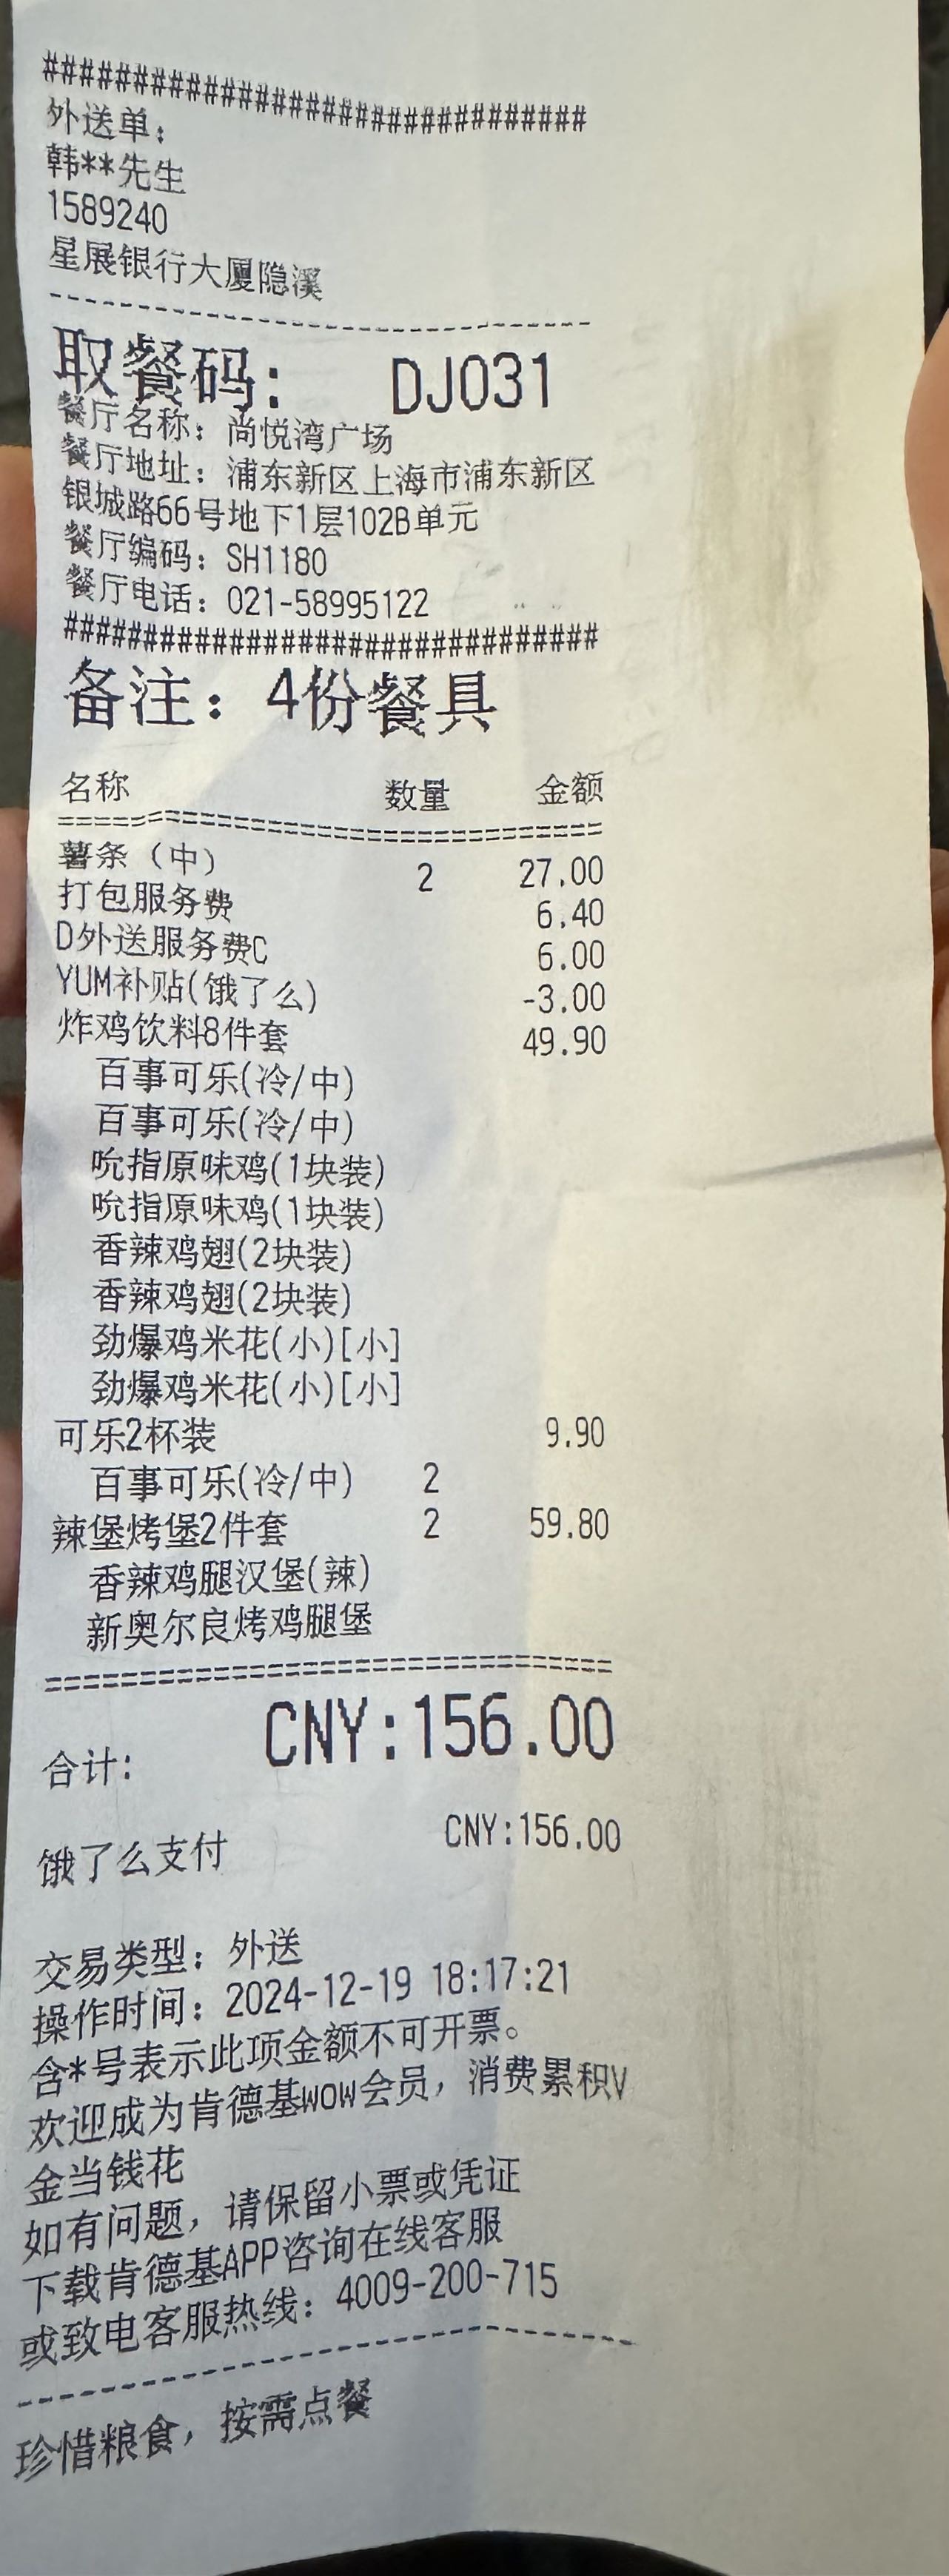 ##############################
外送单:
韩**先生
1589240
星展银行大厦隐溪
--------------------------------
取餐码: DJ031
餐厅名称: 尚悦湾广场
餐厅地址: 浦东新区上海市浦东新区
银城路66号地下1层102B单元
餐厅编码: SH1180
餐厅电话: 021-58995122
##############################
备注: 4份餐具
名称 数量 金额
================================
薯条（中） 2 27.00
打包服务费 6.40
D外送服务费C 6.00
YUM补贴(饿了么) -3.00
炸鸡饮料8件套 49.90
百事可乐(冷/中)
百事可乐(冷/中)
吮指原味鸡(1块装)
吮指原味鸡(1块装)
香辣鸡翅(2块装)
香辣鸡翅(2块装)
劲爆鸡米花(小)[小]
劲爆鸡米花(小)[小]
可乐2杯装 9.90
百事可乐(冷/中) 2
辣堡烤堡2件套 2 59.80
香辣鸡腿汉堡(辣)
新奥尔良烤鸡腿堡
================================
合计: CNY:156.00
饿了么支付 CNY:156.00
交易类型: 外送
操作时间: 2024-12-19 18:17:21
含*号表示此项金额不可开票。
欢迎成为肯德基WOW会员, 消费累积V
金当钱花
如有问题, 请保留小票或凭证
下载肯德基APP咨询在线客服
或致电客服热线: 4009-200-715
--------------------------------
珍惜粮食, 按需点餐